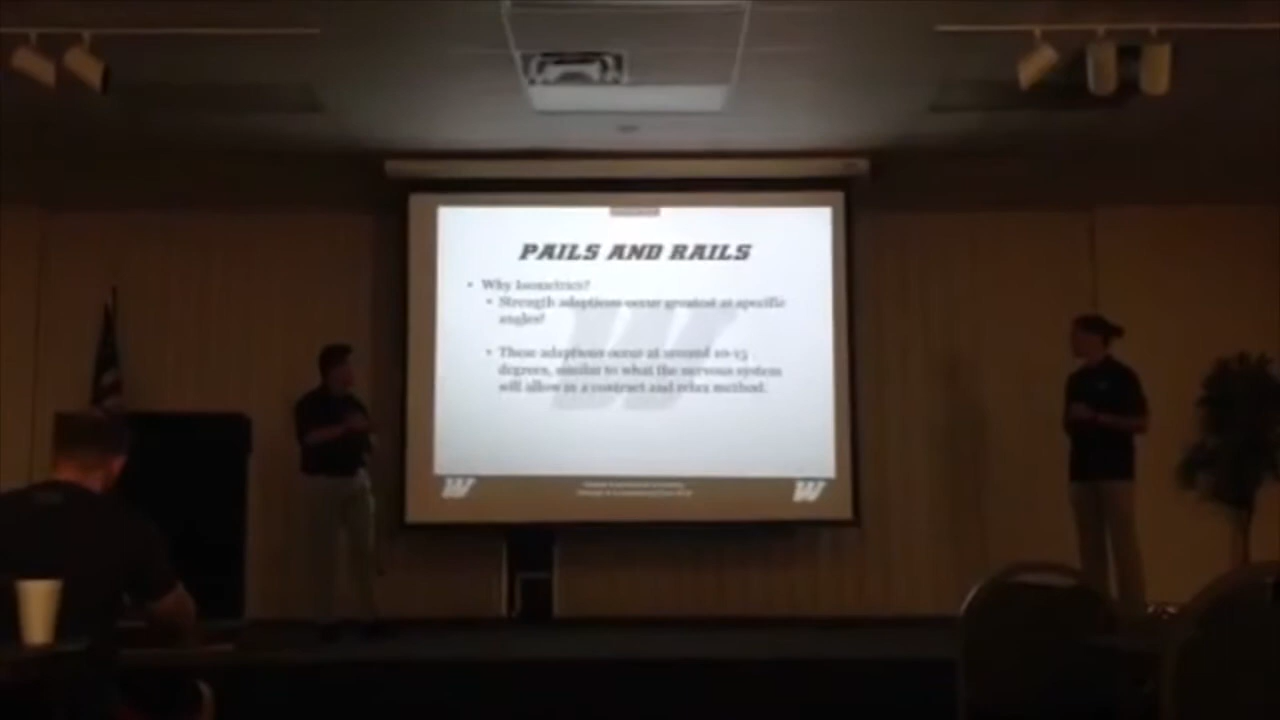 PAILS AND RAILS
• Why Isometrics?
• Strength adaptions occur greatest at specific
angles!
• These adaptions occur at around 10-15
degrees, similar to what the nervous system
will allow in a contract and relax method.
W W